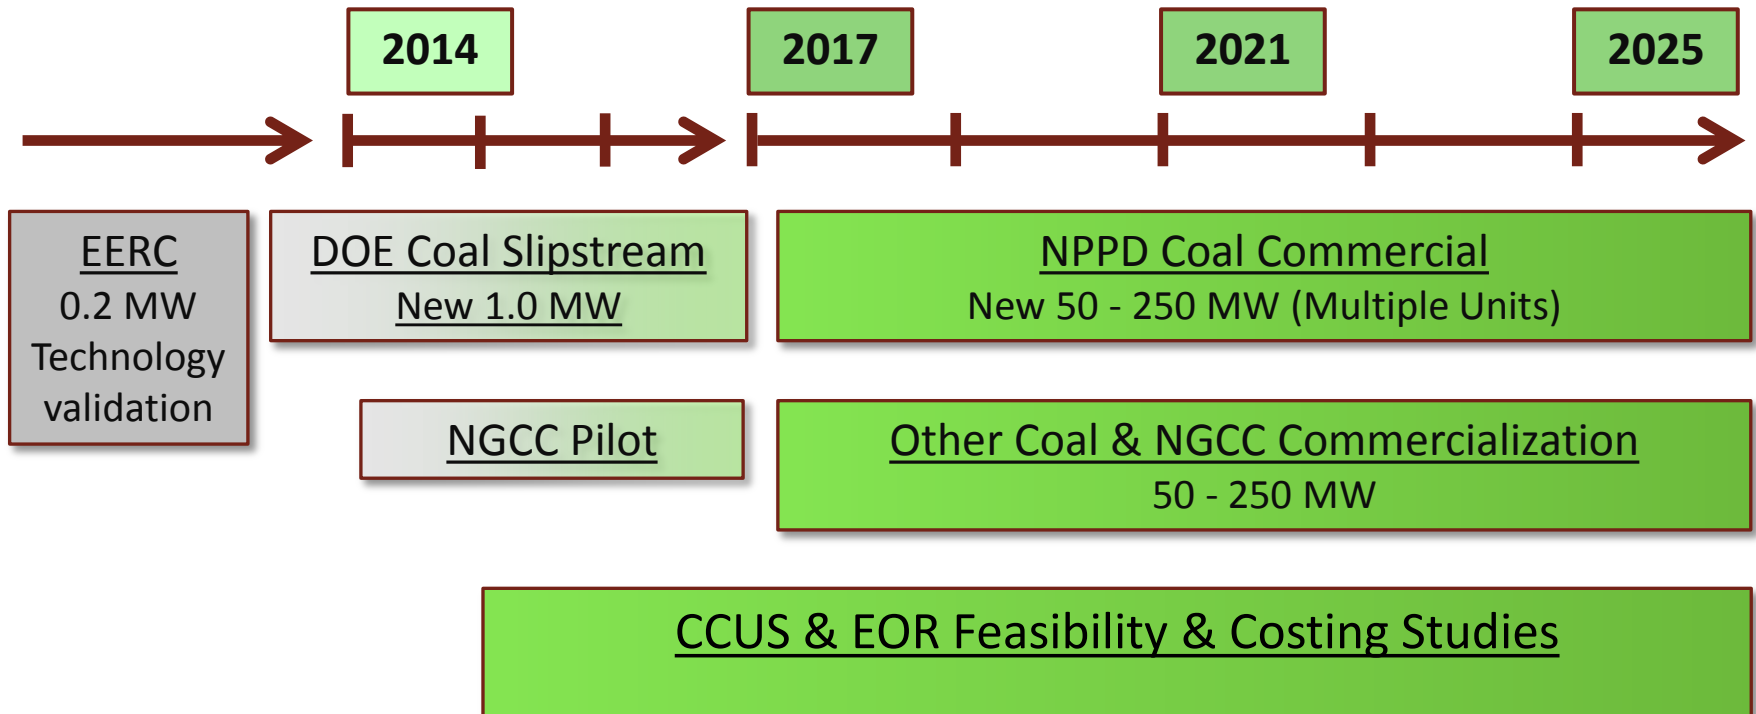 2014
2017
2021
2025
EERC
0.2 MW
Technology
validation
DOE Coal Slipstream
New 1.0 MW
NPPD Coal Commercial
New 50 - 250 MW (Multiple Units)
NGCC Pilot
Other Coal & NGCC Commercialization
50 - 250 MW
CCUS & EOR Feasibility & Costing Studies